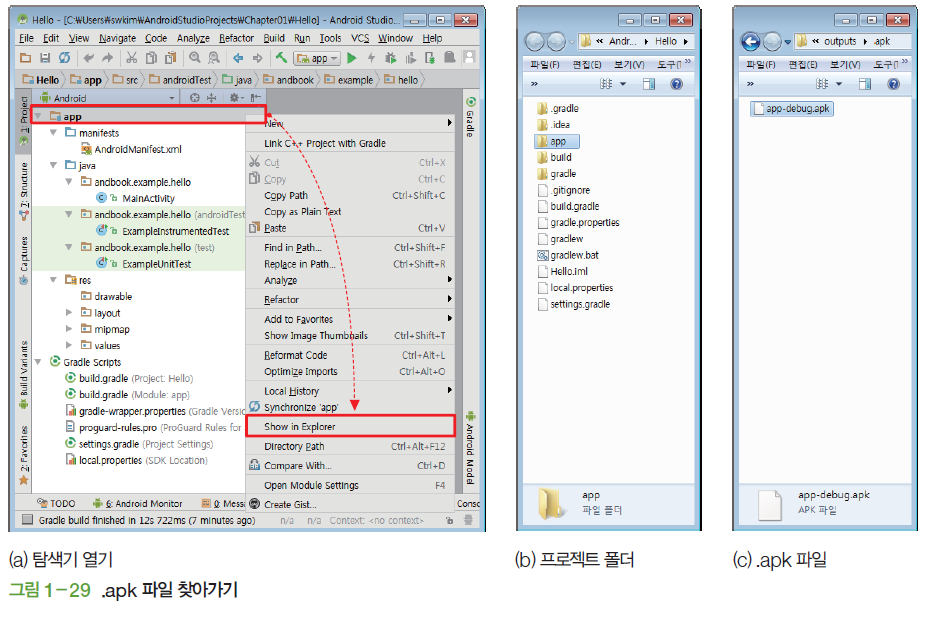 Hello - [C:\Users\swkim\AndroidStudioProjects\Chapter01\Hello] - Android Studio...
File Edit View Navigate Code Analyze Refactor Build Run Tools VCS Window Help
app
Hello app src androidTest java andbook example hello
1: Project
Z: Structure
Captures
Build Variants
2: Favorites
Android
app
manifests
AndroidManifest.xml
java
andbook.example.hello
MainActivity
andbook.example.hello (androidTest
ExampleInstrumentedTest
andbook.example.hello (test)
ExampleUnitTest
res
drawable
layout
mipmap
values
Gradle Scripts
build.gradle (Project: Hello)
build.gradle (Module: app)
gradle-wrapper.properties (Gradle Versio
proguard-rules.pro (ProGuard Rules for
settings.gradle (Project Settings)
local.properties (SDK Location)
New
Link C++ Project with Gradle
Cut Ctrl+X
Copy Ctrl+C
Copy Path Ctrl+Shift+C
Copy as Plain Text
Paste Ctrl+V
Find in Path... Ctrl+Shift+F
Replace in Path... Ctrl+Shift+R
Analyze
Refactor
Add to Favorites
Show Image Thumbnails Ctrl+Shift+T
Reformat Code Ctrl+Alt+L
Optimize Imports Ctrl+Alt+O
Local History
Synchronize 'app'
Show in Explorer
Directory Path Ctrl+Alt+F12
Compare With... Ctrl+D
Open Module Settings F4
Create Gist...
Gradle
Android Model
TODO 6: Android Monitor 0: Mess Conso
Gradle build finished in 12s 722ms (7 minutes ago) n/a n/a Context: <no context>
« Andr... Hello
파일(F) 편집(E) 보기(V) 도구(T »
»
.gradle
.idea
app
build
gradle
.gitignore
build.gradle
gradle.properties
gradlew
gradlew.bat
Hello.iml
local.properties
settings.gradle
app
파일 폴더
« outputs apk
파일(F) 편집(E) 보기(V) 도구(T »
»
app-debug.apk
app-debug.apk
APK 파일
(a) 탐색기 열기
(b) 프로젝트 폴더
(c) .apk 파일
그림 1-29 .apk 파일 찾아가기